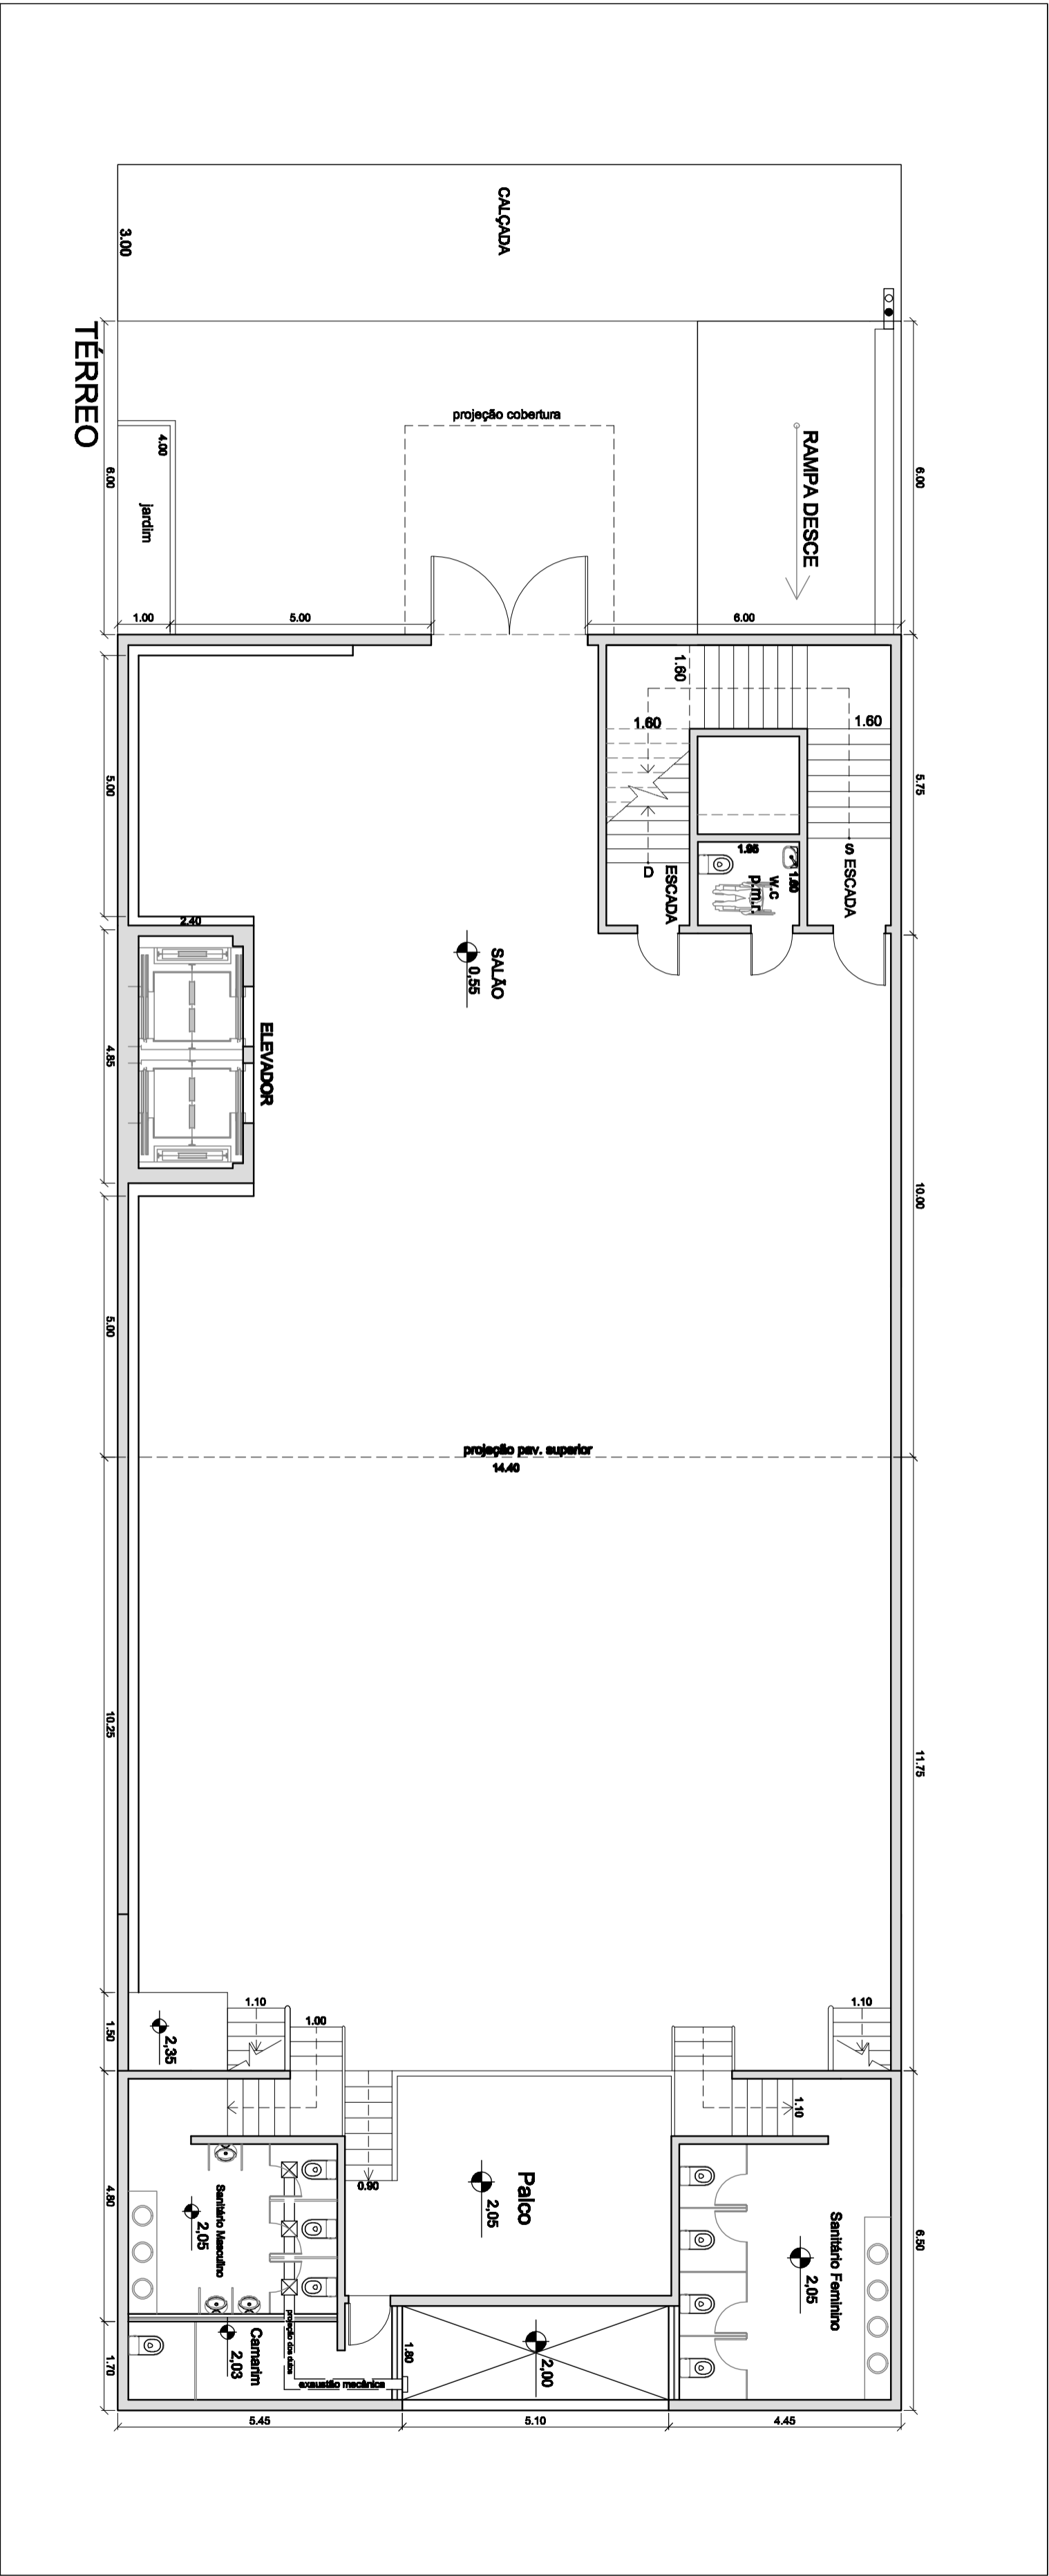 CALÇADA
3.00
TÉRREO
projeção cobertura
RAMPA DESCE
6.00
6.00
4.00
jardim
1.00
5.00
6.00
1.60
1.60
1.60
5.00
5.75
1.95
1.60
w.c
p.m.r.
S ESCADA
D
ESCADA
2.40
SALÃO
0,55
ELEVADOR
4.85
10.00
5.00
projeção pav. superior
14.40
10.25
11.75
1.10
1.00
1.10
2,35
1.50
1.10
0.90
Palco
2,05
4.80
Sanitário Masculino
2,05
Sanitário Feminino
2,05
6.50
Camarim
2,03
projeção dos dutos
exaustão mecânica
1.80
2,00
1.70
5.45
5.10
4.45